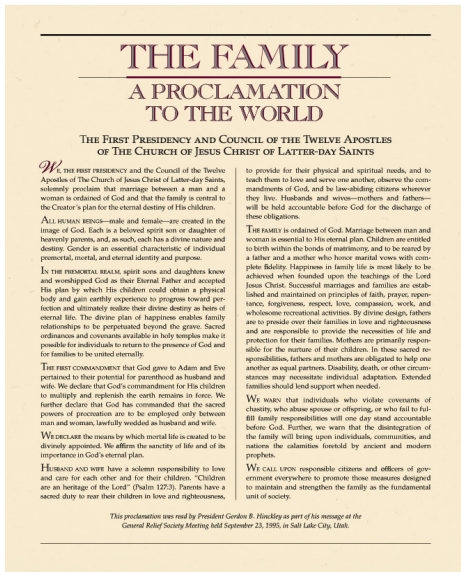 THE FAMILY
A PROCLAMATION
TO THE WORLD
THE FIRST PRESIDENCY AND COUNCIL OF THE TWELVE APOSTLES
OF THE CHURCH OF JESUS CHRIST OF LATTER-DAY SAINTS
WE, THE FIRST PRESIDENCY and the Council of the Twelve
Apostles of The Church of Jesus Christ of Latter-day Saints,
solemnly proclaim that marriage between a man and a
woman is ordained of God and that the family is central to
the Creator's plan for the eternal destiny of His children.
ALL HUMAN BEINGS—male and female—are created in the
image of God. Each is a beloved spirit son or daughter of
heavenly parents, and, as such, each has a divine nature and
destiny. Gender is an essential characteristic of individual
premortal, mortal, and eternal identity and purpose.
IN THE PREMORTAL REALM, spirit sons and daughters knew
and worshipped God as their Eternal Father and accepted
His plan by which His children could obtain a physical
body and gain earthly experience to progress toward per-
fection and ultimately realize their divine destiny as heirs of
eternal life. The divine plan of happiness enables family
relationships to be perpetuated beyond the grave. Sacred
ordinances and covenants available in holy temples make it
possible for individuals to return to the presence of God and
for families to be united eternally.
THE FIRST COMMANDMENT that God gave to Adam and Eve
pertained to their potential for parenthood as husband and
wife. We declare that God's commandment for His children
to multiply and replenish the earth remains in force. We
further declare that God has commanded that the sacred
powers of procreation are to be employed only between
man and woman, lawfully wedded as husband and wife.
WE DECLARE the means by which mortal life is created to be
divinely appointed. We affirm the sanctity of life and of its
importance in God's eternal plan.
HUSBAND AND WIFE have a solemn responsibility to love
and care for each other and for their children. "Children
are an heritage of the Lord" (Psalm 127:3). Parents have a
sacred duty to rear their children in love and righteousness,
to provide for their physical and spiritual needs, and to
teach them to love and serve one another, observe the com-
mandments of God, and be law-abiding citizens wherever
they live. Husbands and wives—mothers and fathers—
will be held accountable before God for the discharge of
these obligations.
THE FAMILY is ordained of God. Marriage between man and
woman is essential to His eternal plan. Children are entitled
to birth within the bonds of matrimony, and to be reared by
a father and a mother who honor marital vows with com-
plete fidelity. Happiness in family life is most likely to be
achieved when founded upon the teachings of the Lord
Jesus Christ. Successful marriages and families are estab-
lished and maintained on principles of faith, prayer, repen-
tance, forgiveness, respect, love, compassion, work, and
wholesome recreational activities. By divine design, fathers
are to preside over their families in love and righteousness
and are responsible to provide the necessities of life and
protection for their families. Mothers are primarily respon-
sible for the nurture of their children. In these sacred re-
sponsibilities, fathers and mothers are obligated to help one
another as equal partners. Disability, death, or other circum-
stances may necessitate individual adaptation. Extended
families should lend support when needed.
WE WARN that individuals who violate covenants of
chastity, who abuse spouse or offspring, or who fail to ful-
fill family responsibilities will one day stand accountable
before God. Further, we warn that the disintegration of
the family will bring upon individuals, communities, and
nations the calamities foretold by ancient and modern
prophets.
WE CALL UPON responsible citizens and officers of gov-
ernment everywhere to promote those measures designed
to maintain and strengthen the family as the fundamental
unit of society.
This proclamation was read by President Gordon B. Hinckley as part of his message at the
General Relief Society Meeting held September 23, 1995, in Salt Lake City, Utah.